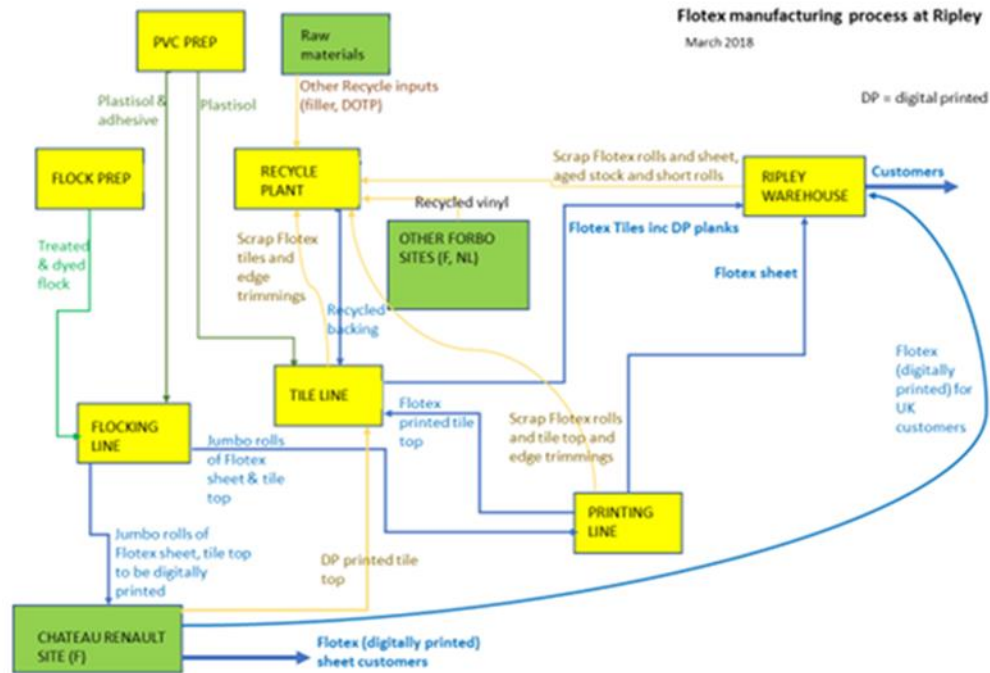 Flotex manufacturing process at Ripley
March 2018
DP = digital printed
PVC PREP
Raw
materials
Plastisol &
adhesive
Plastisol
Other Recycle inputs
(filler, DOTP)
FLOCK PREP
RECYCLE
PLANT
Scrap Flotex rolls and sheet,
aged stock and short rolls
RIPLEY
WAREHOUSE
Customers
Recycled vinyl
OTHER FORBO
SITES (F, NL)
Flotex Tiles inc DP planks
Treated
& dyed
flock
Scrap Flotex
tiles and
edge
trimmings
Flotex sheet
Recycled
backing
Flotex
(digitally
printed) for
UK
customers
TILE LINE
Flotex
printed tile
top
FLOCKING
LINE
Jumbo rolls
of Flotex
sheet & tile
top
Scrap Flotex rolls
and tile top and
edge trimmings
PRINTING
LINE
Jumbo rolls of
Flotex sheet, tile top
to be digitally
printed
DP printed tile
top
CHATEAU RENAULT
SITE (F)
Flotex (digitally printed)
sheet customers